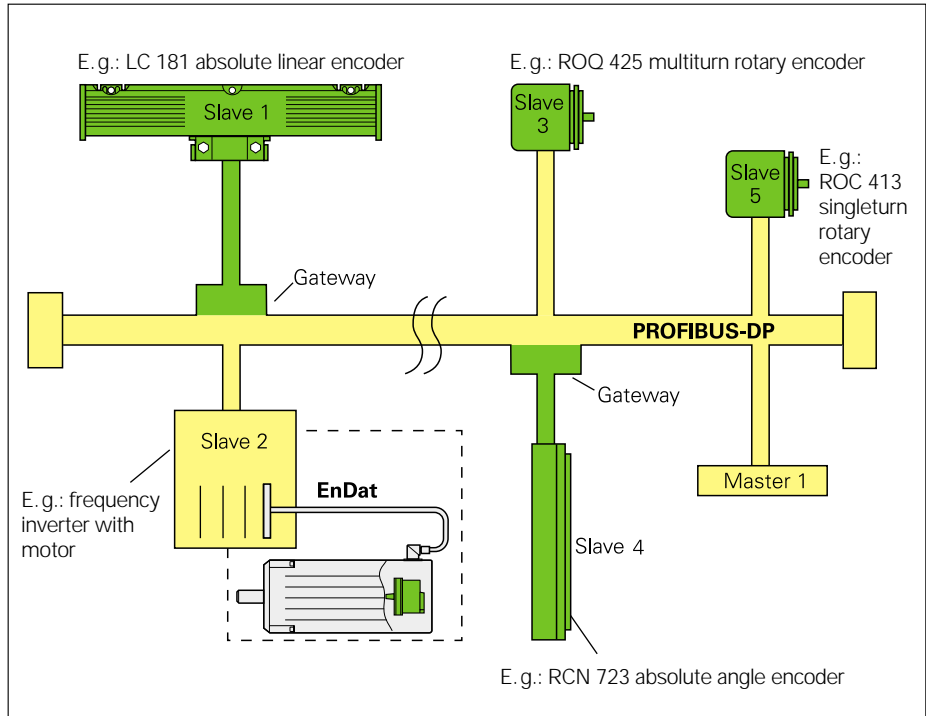 E.g.: LC 181 absolute linear encoder
Slave 1
E.g.: ROQ 425 multiturn rotary encoder
Slave
3
Slave
5
E.g.:
ROC 413
singleturn
rotary
encoder
Gateway
PROFIBUS-DP
Gateway
Slave 2
E.g.: frequency
inverter with
motor
EnDat
Master 1
Slave 4
E.g.: RCN 723 absolute angle encoder